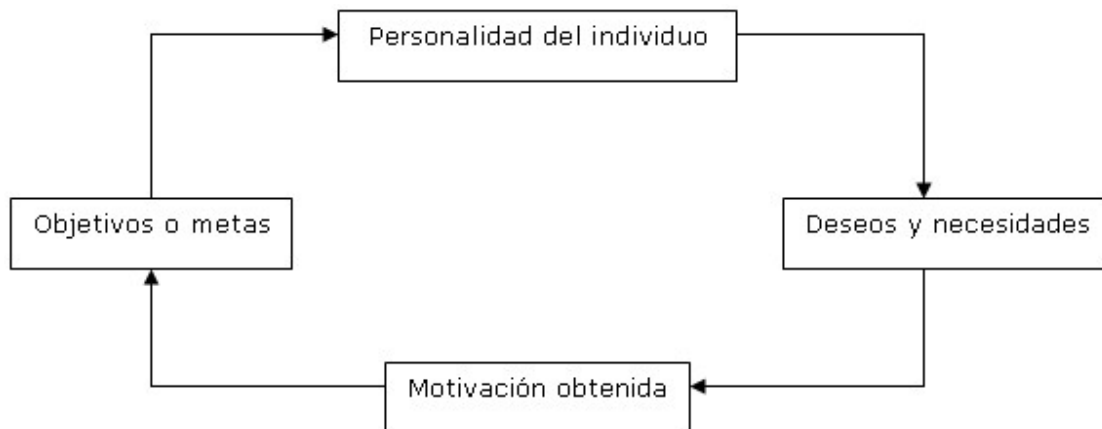 Personalidad del individuo
Objetivos o metas
Deseos y necesidades
Motivación obtenida